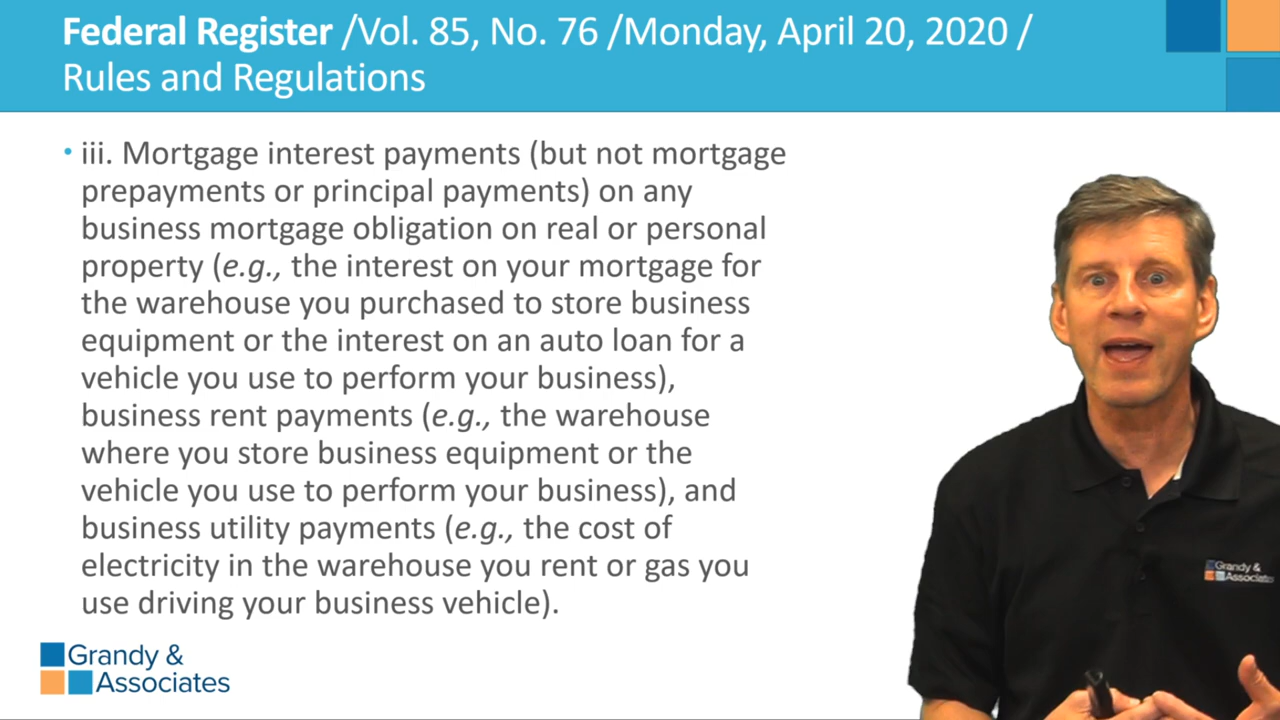 Federal Register /Vol. 85, No. 76 /Monday, April 20, 2020 /
Rules and Regulations
• iii. Mortgage interest payments (but not mortgage
prepayments or principal payments) on any
business mortgage obligation on real or personal
property (e.g., the interest on your mortgage for
the warehouse you purchased to store business
equipment or the interest on an auto loan for a
vehicle you use to perform your business),
business rent payments (e.g., the warehouse
where you store business equipment or the
vehicle you use to perform your business), and
business utility payments (e.g., the cost of
electricity in the warehouse you rent or gas you
use driving your business vehicle).
Grandy &
Associates
Grandy &
Associates